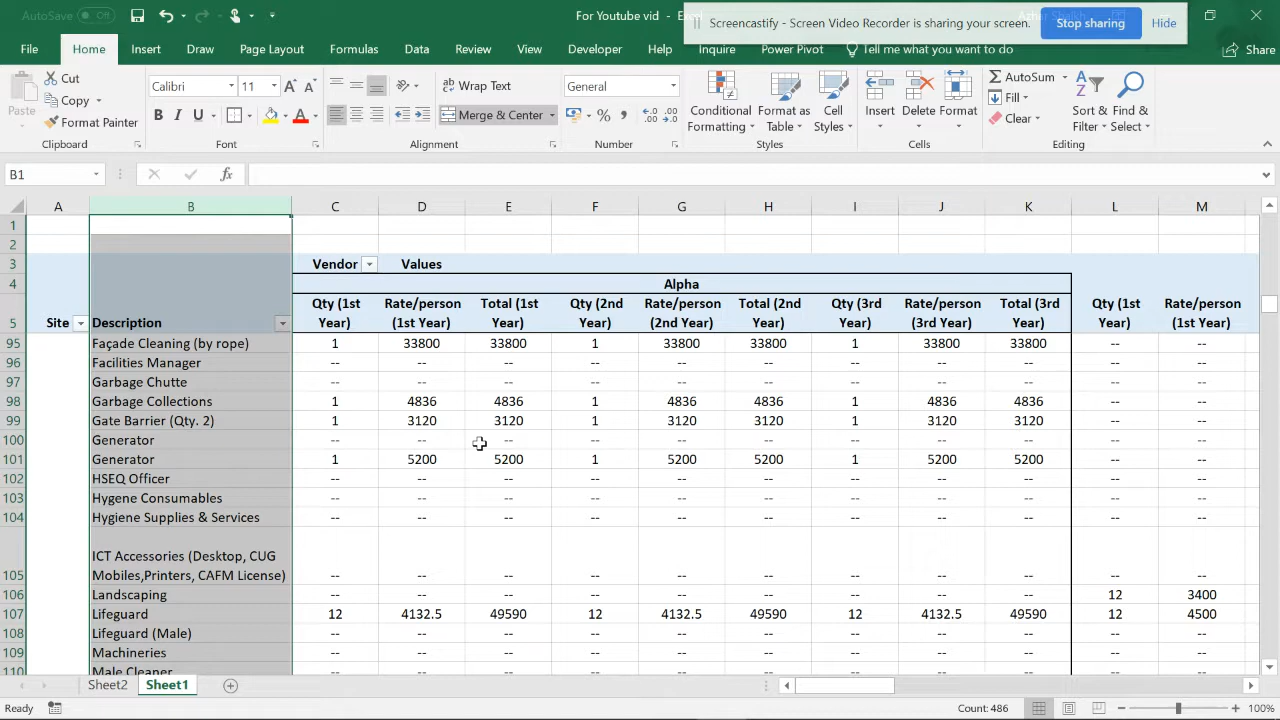 AutoSave Off For Youtube vid - Excel
Screencastify - Screen Video Recorder is sharing your screen. Stop sharing Hide
File Home Insert Draw Page Layout Formulas Data Review View Developer Help Inquire Power Pivot Tell me what you want to do Share
Paste Cut Copy Format Painter Clipboard
Calibri 11 B I U A Font
Wrap Text Merge & Center Alignment
General % Number
Conditional Formatting Format as Table Cell Styles Styles
Insert Delete Format Cells
AutoSum Fill Clear Sort & Filter Find & Select Editing
B1 fx
A B C D E F G H I J K L M
1
2
3 Vendor Values
4 Alpha
5 Site Description Qty (1st Year) Rate/person (1st Year) Total (1st Year) Qty (2nd Year) Rate/person (2nd Year) Total (2nd Year) Qty (3rd Year) Rate/person (3rd Year) Total (3rd Year) Qty (1st Year) Rate/person (1st Year)
95 Façade Cleaning (by rope) 1 33800 33800 1 33800 33800 1 33800 33800 -- --
96 Facilities Manager -- -- -- -- -- -- -- -- -- -- --
97 Garbage Chutte -- -- -- -- -- -- -- -- -- -- --
98 Garbage Collections 1 4836 4836 1 4836 4836 1 4836 4836 -- --
99 Gate Barrier (Qty. 2) 1 3120 3120 1 3120 3120 1 3120 3120 -- --
100 Generator -- -- -- -- -- -- -- -- -- -- --
101 Generator 1 5200 5200 1 5200 5200 1 5200 5200 -- --
102 HSEQ Officer -- -- -- -- -- -- -- -- -- -- --
103 Hygene Consumables -- -- -- -- -- -- -- -- -- -- --
104 Hygiene Supplies & Services -- -- -- -- -- -- -- -- -- -- --
ICT Accessories (Desktop, CUG
105 Mobiles,Printers, CAFM License) -- -- -- -- -- -- -- -- -- -- --
106 Landscaping -- -- -- -- -- -- -- -- -- 12 3400
107 Lifeguard 12 4132.5 49590 12 4132.5 49590 12 4132.5 49590 12 4500
108 Lifeguard (Male) -- -- -- -- -- -- -- -- -- -- --
109 Machineries -- -- -- -- -- -- -- -- -- -- --
110 Male Cleaner
Sheet2 Sheet1
Ready Count: 486 100%